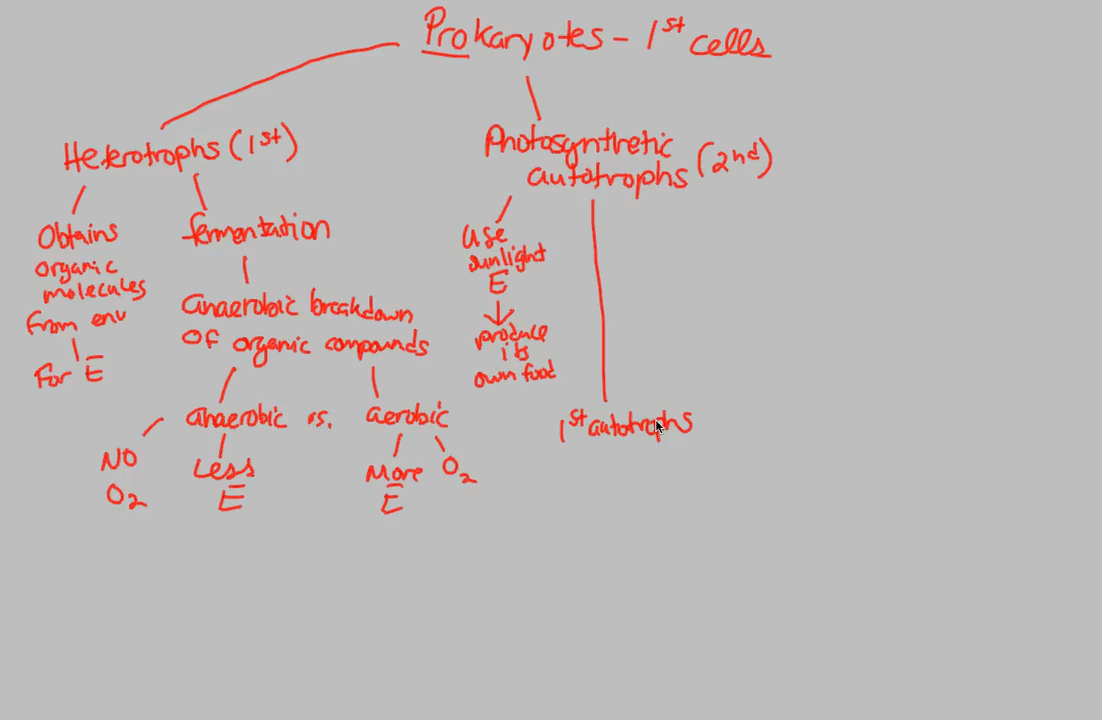 Prokaryotes - 1st cells
Heterotrophs (1st)
Photosynthetic
autotrophs (2nd)
Obtains
organic
molecules
from env
For E
fermentation
anaerobic breakdown
of organic compounds
anaerobic vs. aerobic
NO
O2
Less
E
More
E
O2
use
sunlight
E
produce
its
own food
1st autotrophs